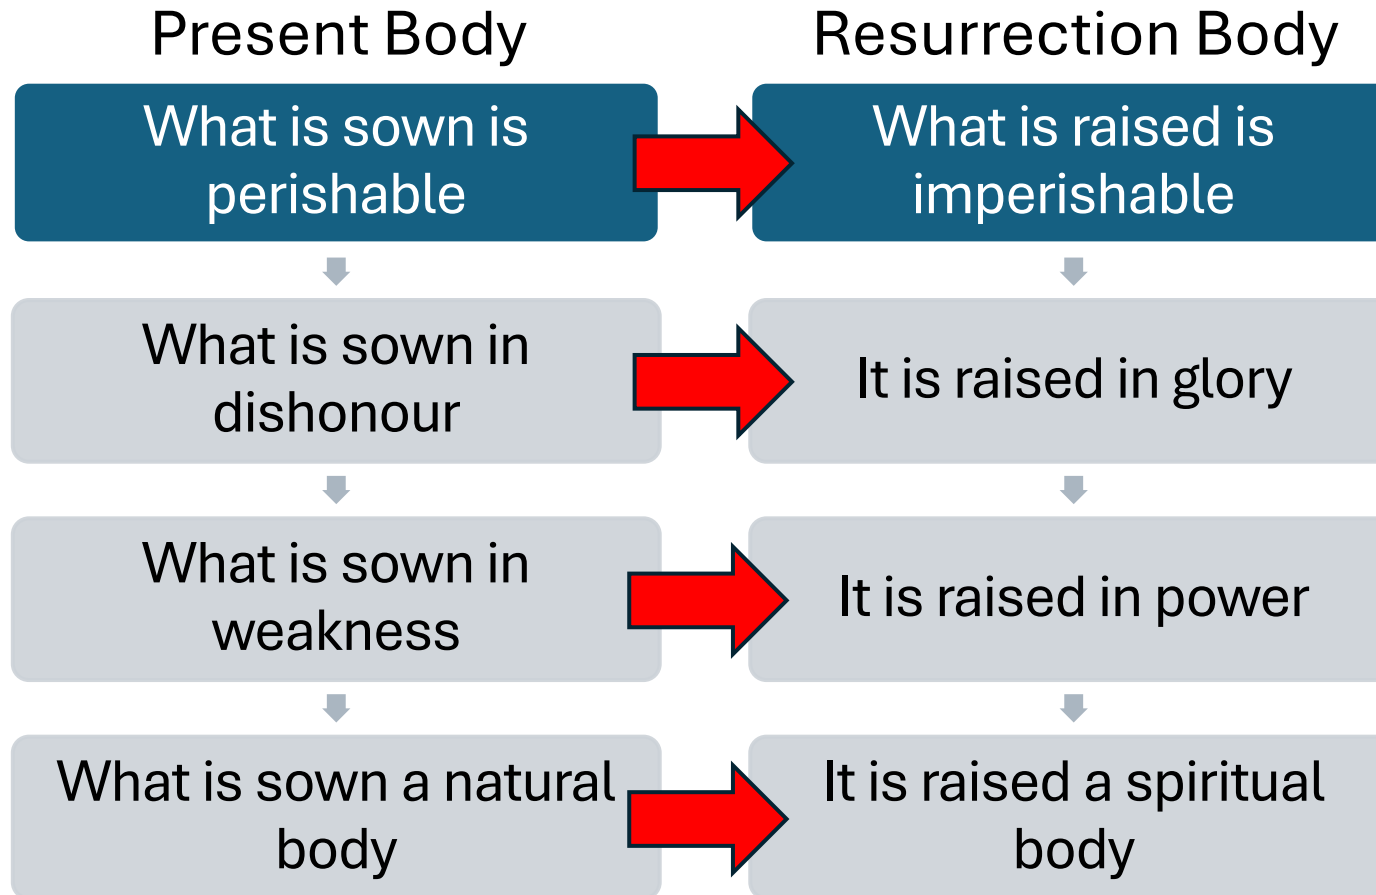 Present Body
Resurrection Body
What is sown is
perishable
What is raised is
imperishable
What is sown in
dishonour
It is raised in glory
What is sown in
weakness
It is raised in power
What is sown a natural
body
It is raised a spiritual
body